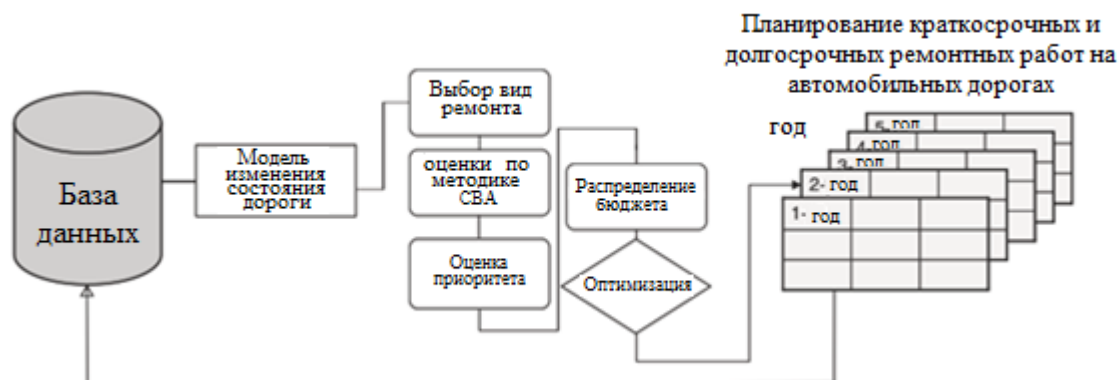 Планирование краткосрочных и
долгосрочных ремонтных работ на
автомобильных дорогах
База
данных
Модель
изменения
состояния
дороги
Выбор вид
ремонта
оценки по
методике
СВА
Оценка
приоритета
Распределение
бюджета
Оптимизация
год
5- год
4- год
3- год
2- год
1- год